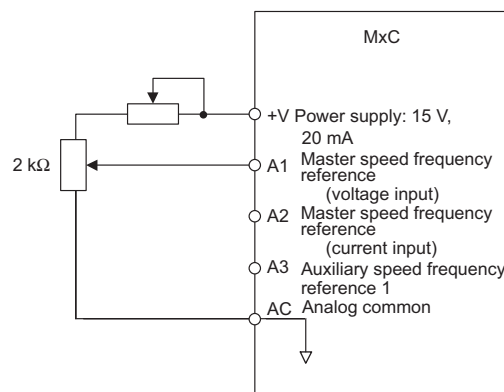 MxC
+V Power supply: 15 V,
20 mA
2 kΩ
A1 Master speed frequency
reference
(voltage input)
A2 Master speed frequency
reference
(current input)
A3 Auxiliary speed frequency
reference 1
AC Analog common